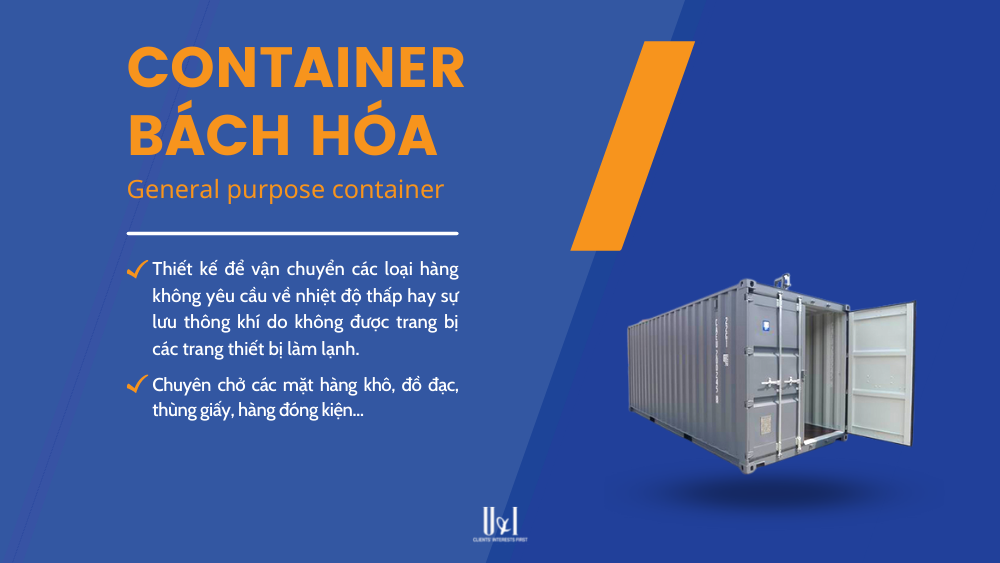 CONTAINER
BÁCH HÓA
General purpose container
Thiết kế để vận chuyển các loại hàng
không yêu cầu về nhiệt độ thấp hay sự
lưu thông khí do không được trang bị
các trang thiết bị làm lạnh.
Chuyên chở các mặt hàng khô, đồ đạc,
thùng giấy, hàng đóng kiện...
U&I
CLIENTS' INTERESTS FIRST